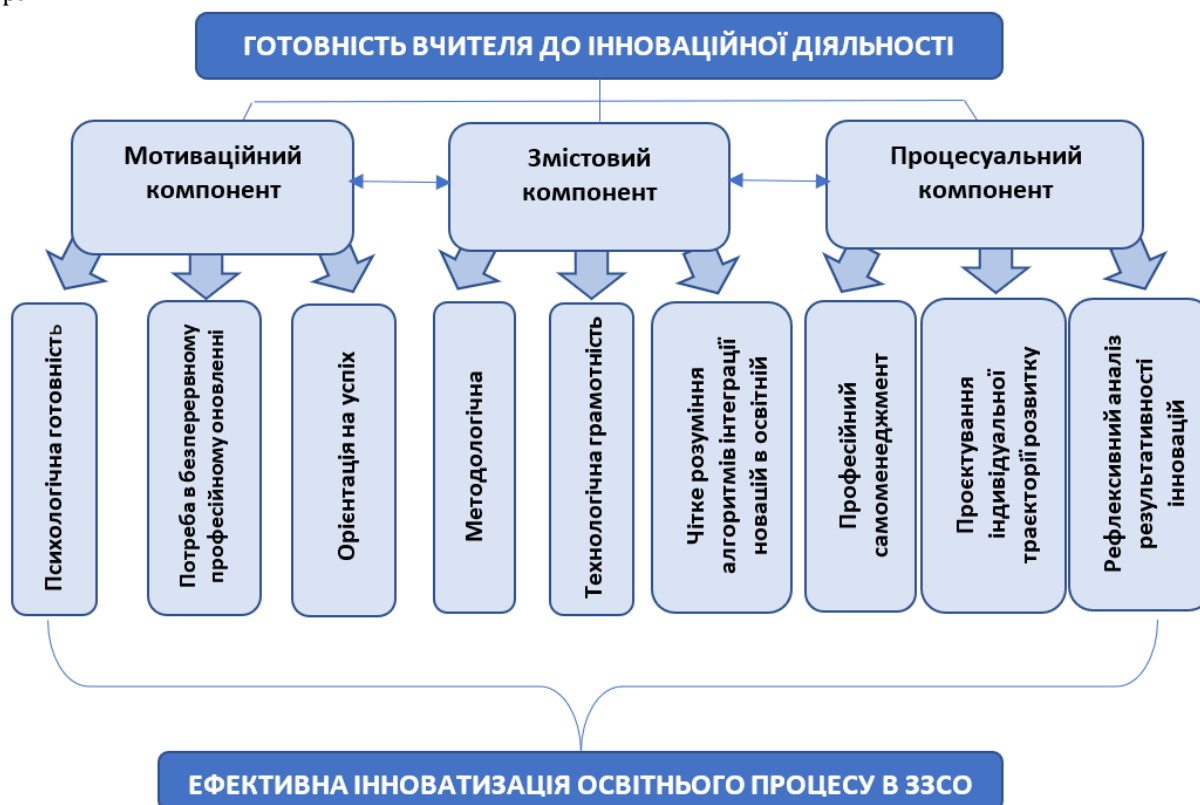 ГОТОВНІСТЬ ВЧИТЕЛЯ ДО ІННОВАЦІЙНОЇ ДІЯЛЬНОСТІ
Мотиваційний
компонент
Змістовий
компонент
Процесуальний
компонент
Психологічна готовність
Потреба в безперервному
професійному оновленні
Орієнтація на успіх
Методологічна
Технологічна грамотність
Чітке розуміння
алгоритмів інтеграції
новацій в освітній
Професійний
самоменеджмент
Проєктування
індивідуальної
траєкторії розвитку
Рефлексивний аналіз
результативності
інновацій
ЕФЕКТИВНА ІННОВАТИЗАЦІЯ ОСВІТНЬОГО ПРОЦЕСУ В ЗЗСО